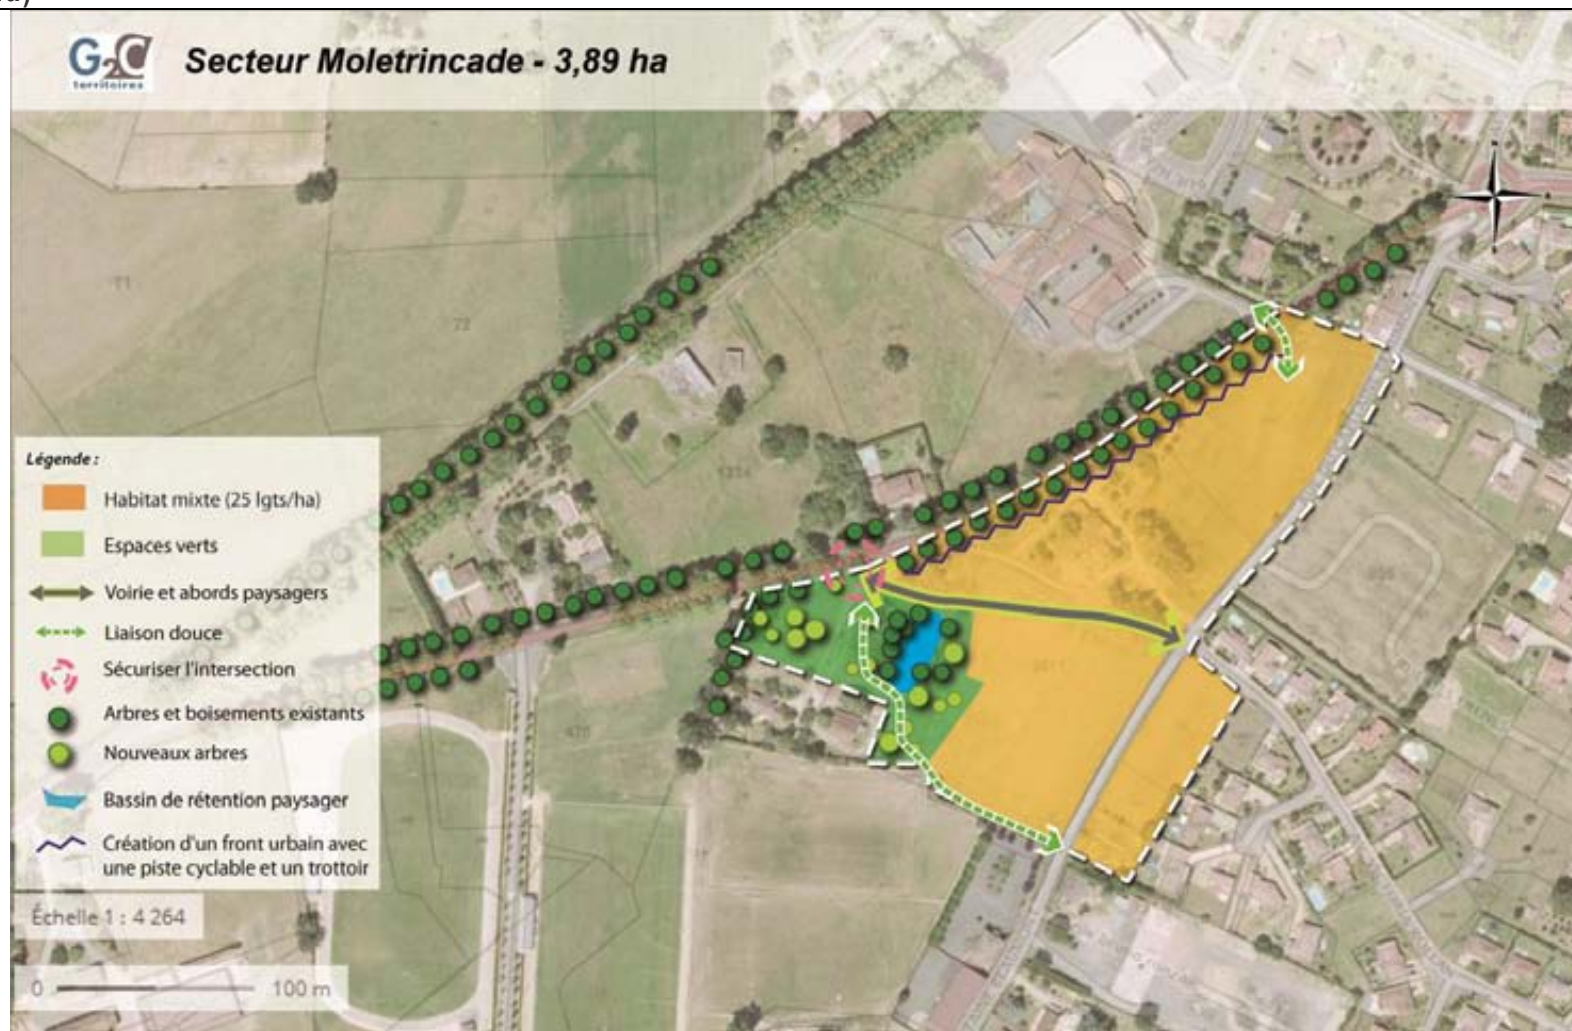 G2C
territoires
Secteur Moletrincade - 3,89 ha
71
72
Légende :
Habitat mixte (25 lgts/ha)
Espaces verts
Voirie et abords paysagers
Liaison douce
Sécuriser l'intersection
Arbres et boisements existants
Nouveaux arbres
Bassin de rétention paysager
Création d'un front urbain avec
une piste cyclable et un trottoir
Échelle 1 : 4 264
0 100 m